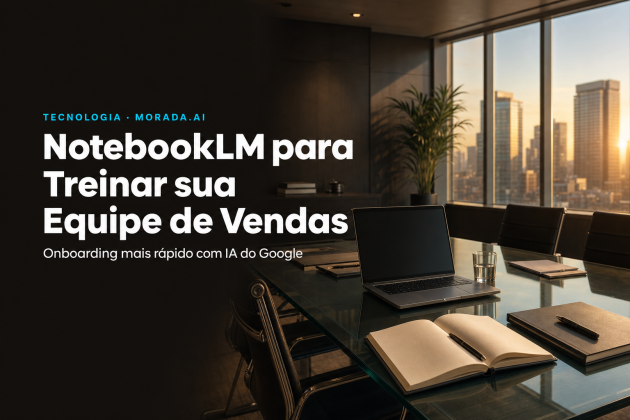 TECNOLOGIA · MORADA.AI
NotebookLM para
Treinar sua
Equipe de Vendas
Onboarding mais rápido com IA do Google